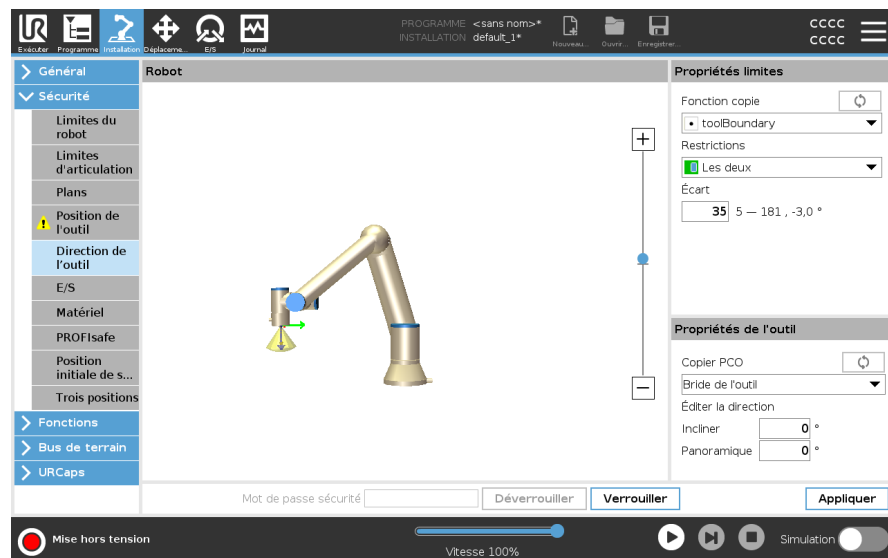 PROGRAMME <sans nom>*
INSTALLATION default_1*
Exécuter
Programme
Installation
Déplaceme...
E/S
Journal
Nouveau...
Ouvrir...
Enregistrer...
CCCC
CCCC
Général
Sécurité
Limites du
robot
Limites
d'articulation
Plans
Position de
l'outil
Direction de
l'outil
E/S
Matériel
PROFIsafe
Position
initiale de s...
Trois positions
Fonctions
Bus de terrain
URCaps
Robot
Propriétés limites
Fonction copie
toolBoundary
Restrictions
Les deux
Écart
35 5 — 181 , -3,0 °
Propriétés de l'outil
Copier PCO
Bride de l'outil
Éditer la direction
Incliner 0 °
Panoramique 0 °
Mot de passe sécurité
Déverrouiller
Verrouiller
Appliquer
Mise hors tension
Vitesse 100%
Simulation